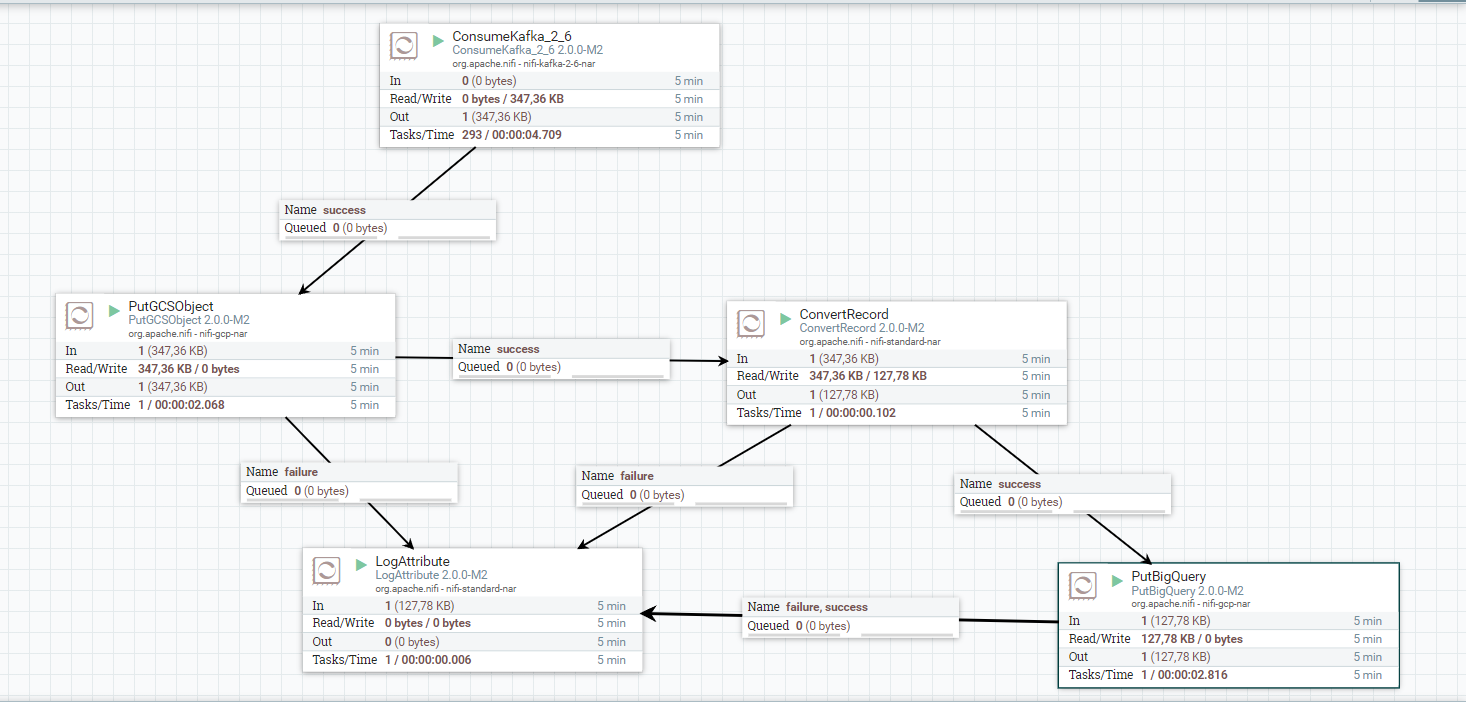 ConsumeKafka_2_6
ConsumeKafka_2_6 2.0.0-M2
org.apache.nifi - nifi-kafka-2-6-nar
In 0 (0 bytes) 5 min
Read/Write 0 bytes / 347,36 KB 5 min
Out 1 (347,36 KB) 5 min
Tasks/Time 293 / 00:00:04.709 5 min
Name success
Queued 0 (0 bytes)
PutGCSObject
PutGCSObject 2.0.0-M2
org.apache.nifi - nifi-gcp-nar
In 1 (347,36 KB) 5 min
Read/Write 347,36 KB / 0 bytes 5 min
Out 1 (347,36 KB) 5 min
Tasks/Time 1 / 00:00:02.068 5 min
Name success
Queued 0 (0 bytes)
ConvertRecord
ConvertRecord 2.0.0-M2
org.apache.nifi - nifi-standard-nar
In 1 (347,36 KB) 5 min
Read/Write 347,36 KB / 127,78 KB 5 min
Out 1 (127,78 KB) 5 min
Tasks/Time 1 / 00:00:00.102 5 min
Name failure
Queued 0 (0 bytes)
Name failure
Queued 0 (0 bytes)
Name success
Queued 0 (0 bytes)
LogAttribute
LogAttribute 2.0.0-M2
org.apache.nifi - nifi-standard-nar
In 1 (127,78 KB) 5 min
Read/Write 0 bytes / 0 bytes 5 min
Out 0 (0 bytes) 5 min
Tasks/Time 1 / 00:00:00.006 5 min
Name failure, success
Queued 0 (0 bytes)
PutBigQuery
PutBigQuery 2.0.0-M2
org.apache.nifi - nifi-gcp-nar
In 1 (127,78 KB) 5 min
Read/Write 127,78 KB / 0 bytes 5 min
Out 1 (127,78 KB) 5 min
Tasks/Time 1 / 00:00:02.816 5 min